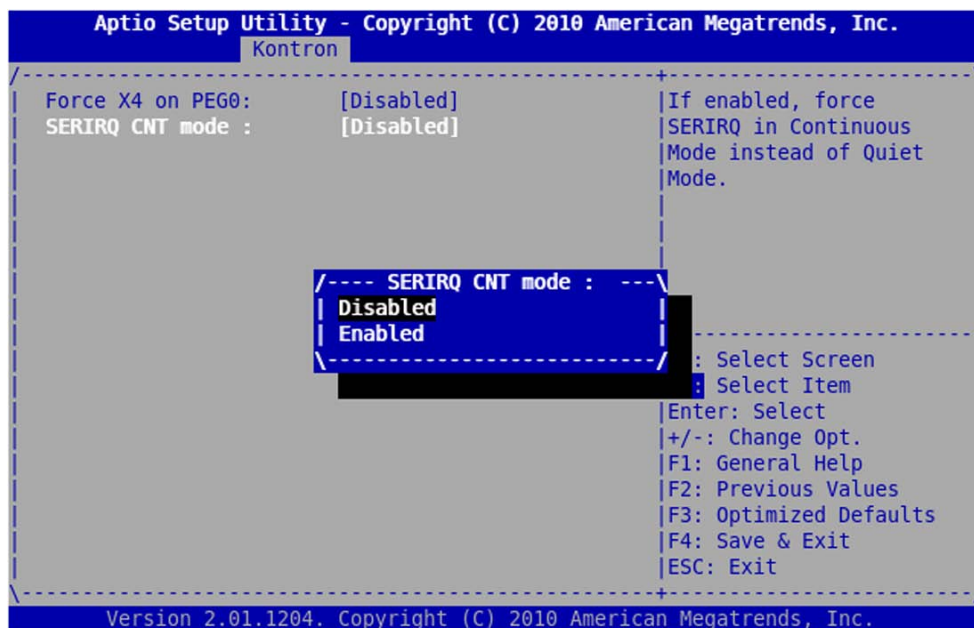 Aptio Setup Utility - Copyright (C) 2010 American Megatrends, Inc.
Kontron
Force X4 on PEG0: [Disabled]
SERIRQ CNT mode : [Disabled]
If enabled, force
SERIRQ in Continuous
Mode instead of Quiet
Mode.
SERIRQ CNT mode :
Disabled
Enabled
: Select Screen
: Select Item
Enter: Select
+/-: Change Opt.
F1: General Help
F2: Previous Values
F3: Optimized Defaults
F4: Save & Exit
ESC: Exit
Version 2.01.1204. Copyright (C) 2010 American Megatrends, Inc.